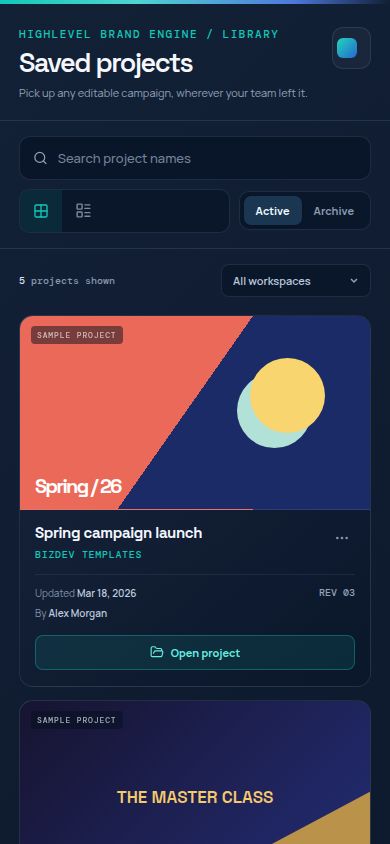 HIGHLEVEL BRAND ENGINE / LIBRARY
Saved projects
Pick up any editable campaign, wherever your team left it.
Search project names
Active
Archive
5 projects shown
All workspaces
SAMPLE PROJECT
Spring / 26
Spring campaign launch
BIZDEV TEMPLATES
Updated Mar 18, 2026
REV 03
By Alex Morgan
Open project
SAMPLE PROJECT
THE MASTER CLASS